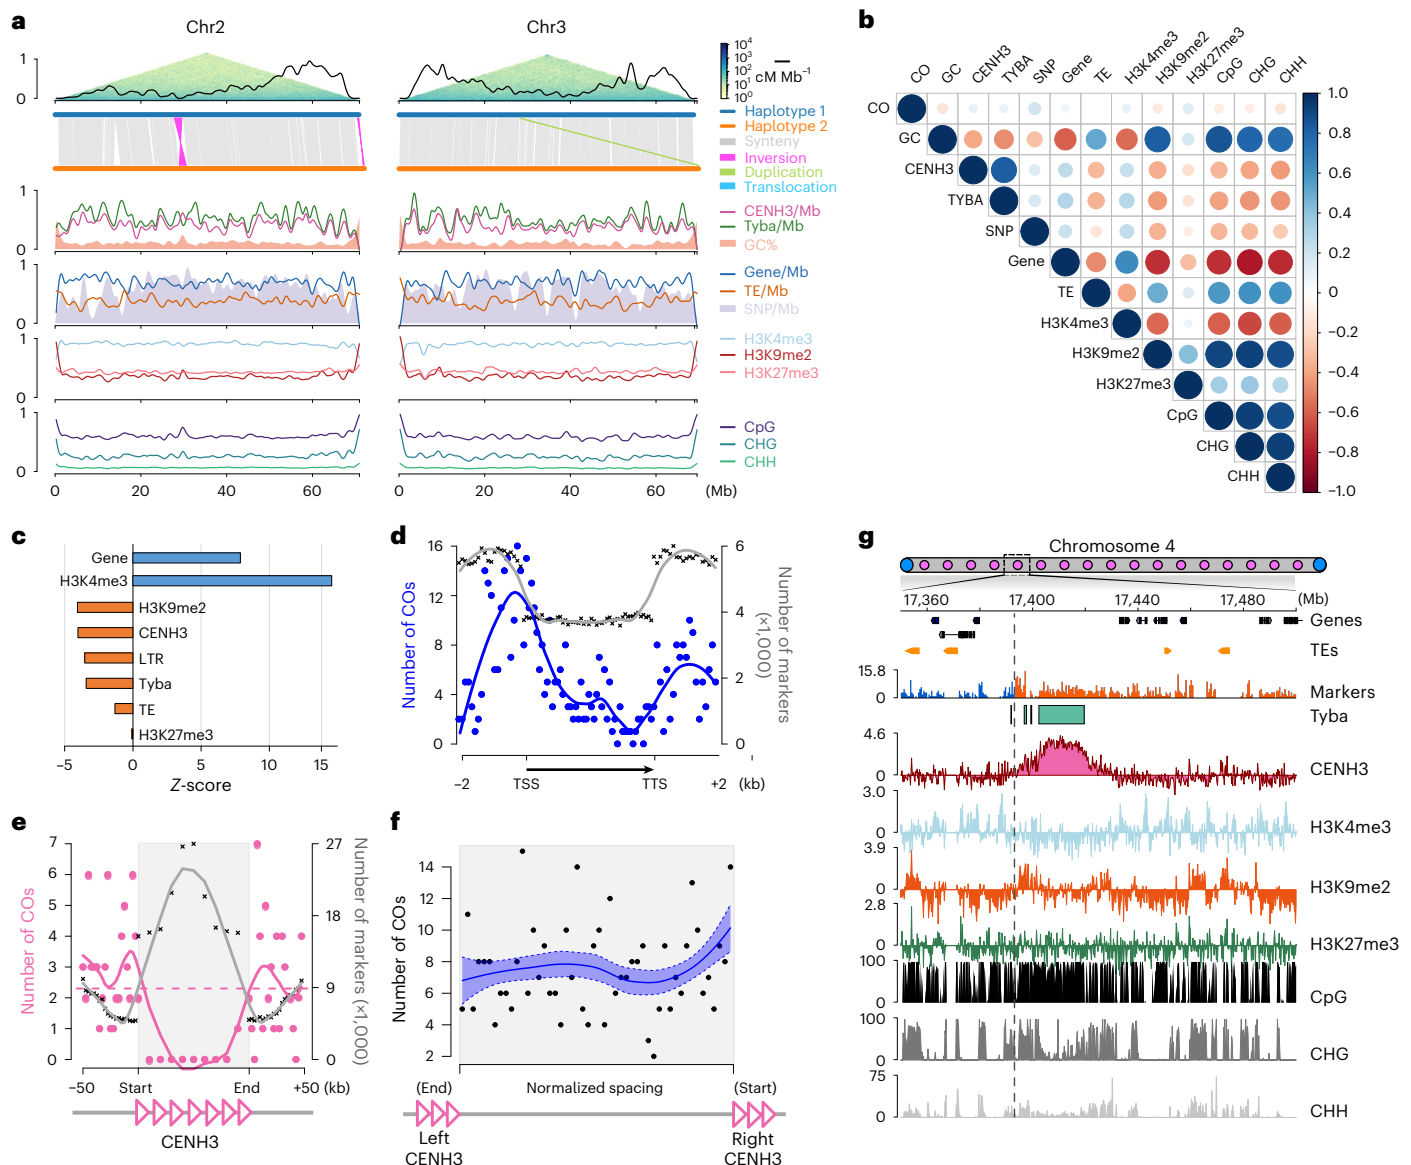 a
Chr2
Chr3
1
0
10⁴
10³
10²
10¹
10⁰
cM Mb⁻¹
Haplotype 1
Haplotype 2
Synteny
Inversion
Duplication
Translocation
1
0
CENH3/Mb
Tyba/Mb
GC%
1
0
Gene/Mb
TE/Mb
SNP/Mb
1
0
H3K4me3
H3K9me2
H3K27me3
1
0
CpG
CHG
CHH
0 20 40 60 0 20 40 60 (Mb)
b
CO GC CENH3 TYBA SNP Gene TE H3K4me3 H3K9me2 H3K27me3 CpG CHG CHH
CO
GC
CENH3
TYBA
SNP
Gene
TE
H3K4me3
H3K9me2
H3K27me3
CpG
CHG
CHH
1.0
0.8
0.6
0.4
0.2
0
−0.2
−0.4
−0.6
−0.8
−1.0
c
Gene
H3K4me3
H3K9me2
CENH3
LTR
Tyba
TE
H3K27me3
−5 0 5 10 15
Z-score
d
Number of COs
16
12
8
4
0
6
4
2
0
Number of markers
(×1,000)
−2 TSS TTS +2 (kb)
e
Number of COs
7
6
5
4
3
2
1
0
27
18
9
0
Number of markers (×1,000)
−50 Start End +50 (kb)
CENH3
f
Number of COs
14
12
10
8
6
4
2
(End) Normalized spacing (Start)
Left
CENH3
Right
CENH3
g
Chromosome 4
17,360 17,400 17,440 17,480 (Mb)
Genes
TEs
15.8
0
Markers
Tyba
4.6
0
CENH3
3.0
0
H3K4me3
3.9
0
H3K9me2
2.8
0
H3K27me3
100
0
CpG
100
0
CHG
75
0
CHH